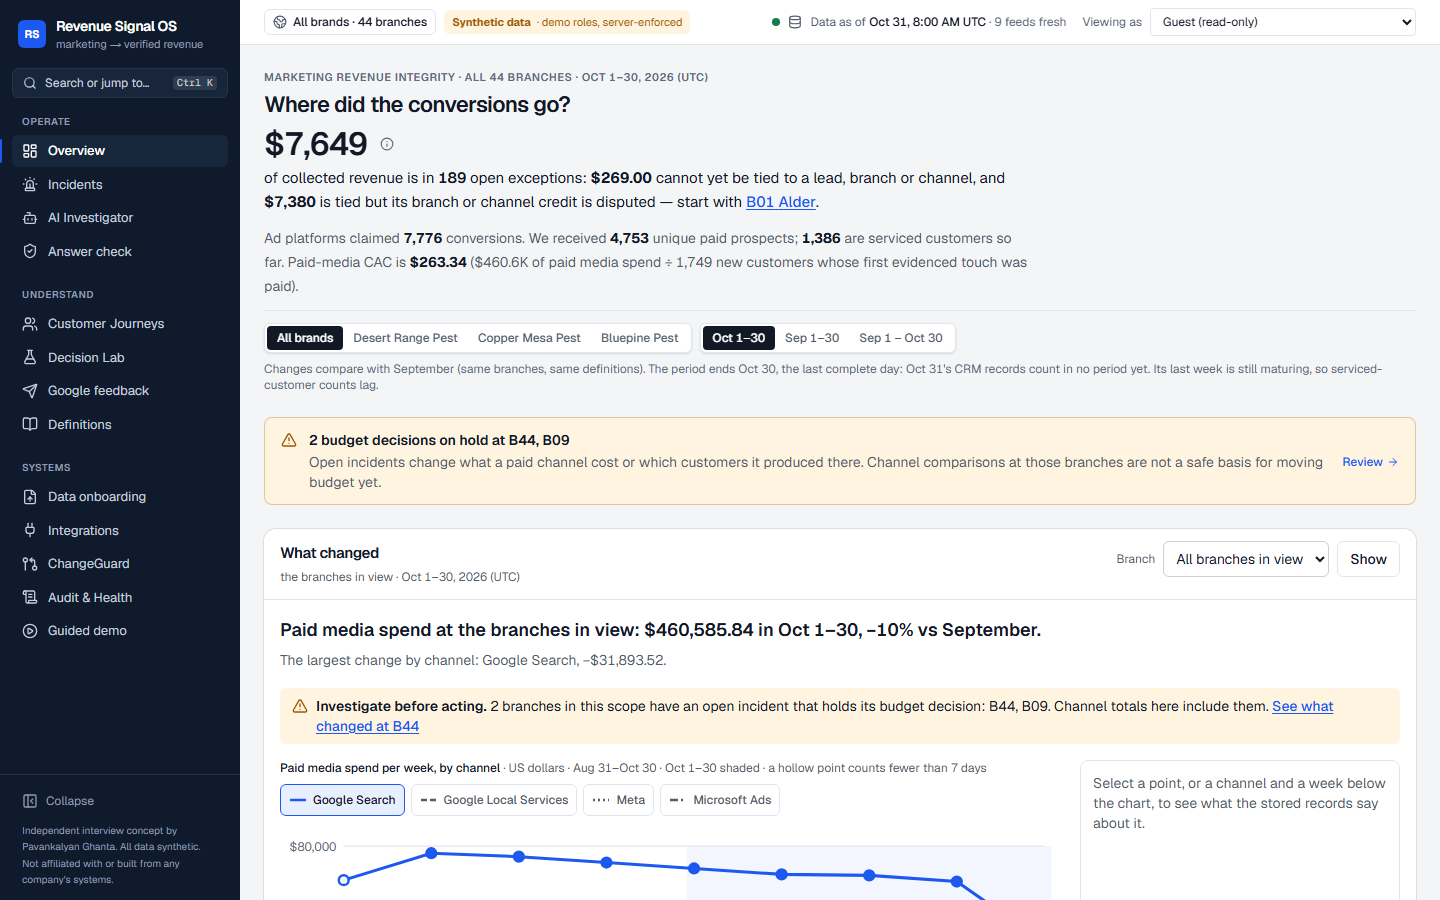 RS
Revenue Signal OS
marketing → verified revenue
Search or jump to...
Ctrl K
OPERATE
Overview
Incidents
AI Investigator
Answer check
UNDERSTAND
Customer Journeys
Decision Lab
Google feedback
Definitions
SYSTEMS
Data onboarding
Integrations
ChangeGuard
Audit & Health
Guided demo
Collapse
Independent interview concept by
Pavankalyan Ghanta. All data synthetic.
Not affiliated with or built from any
company's systems.
All brands · 44 branches
Synthetic data · demo roles, server-enforced
Data as of Oct 31, 8:00 AM UTC · 9 feeds fresh
Viewing as
Guest (read-only)
MARKETING REVENUE INTEGRITY · ALL 44 BRANCHES · OCT 1–30, 2026 (UTC)
Where did the conversions go?
$7,649
of collected revenue is in 189 open exceptions: $269.00 cannot yet be tied to a lead, branch or channel, and
$7,380 is tied but its branch or channel credit is disputed — start with B01 Alder.
Ad platforms claimed 7,776 conversions. We received 4,753 unique paid prospects; 1,386 are serviced customers so
far. Paid-media CAC is $263.34 ($460.6K of paid media spend ÷ 1,749 new customers whose first evidenced touch was
paid).
All brands
Desert Range Pest
Copper Mesa Pest
Bluepine Pest
Oct 1–30
Sep 1–30
Sep 1 – Oct 30
Changes compare with September (same branches, same definitions). The period ends Oct 30, the last complete day: Oct 31's CRM records count in no period yet. Its last week is still maturing, so serviced-
customer counts lag.
2 budget decisions on hold at B44, B09
Open incidents change what a paid channel cost or which customers it produced there. Channel comparisons at those branches are not a safe basis for moving
budget yet.
Review →
What changed
the branches in view · Oct 1–30, 2026 (UTC)
Branch
All branches in view
Show
Paid media spend at the branches in view: $460,585.84 in Oct 1–30, −10% vs September.
The largest change by channel: Google Search, −$31,893.52.
Investigate before acting. 2 branches in this scope have an open incident that holds its budget decision: B44, B09. Channel totals here include them. See what
changed at B44
Paid media spend per week, by channel · US dollars · Aug 31–Oct 30 · Oct 1–30 shaded · a hollow point counts fewer than 7 days
Google Search
Google Local Services
Meta
Microsoft Ads
$80,000
Select a point, or a channel and a week below
the chart, to see what the stored records say
about it.